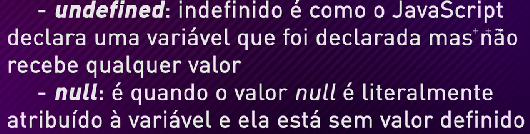 - undefined: indefinido é como o JavaScript
declara uma variável que foi declarada mas não
recebe qualquer valor
- null: é quando o valor null é literalmente
atribuído à variável e ela está sem valor definido